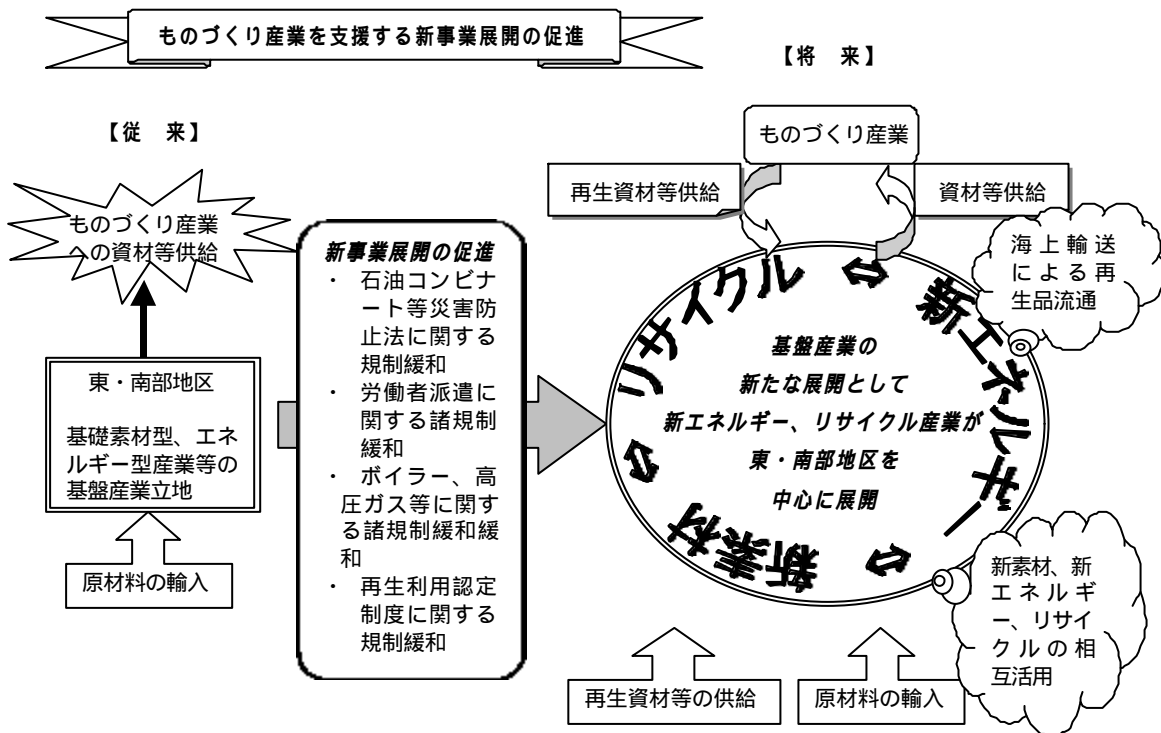 ものづくり産業を支援する新事業展開の促進
【従　来】
ものづくり産業
への資材等供給
東・南部地区
基礎素材型、エネ
ルギー型産業等の
基盤産業立地
原材料の輸入
新事業展開の促進
・ 石油コンビナ
ート等災害防
止法に関する
規制緩和
・ 労働者派遣に
関する諸規制
緩和
・ ボイラー、高
圧ガス等に関す
る諸規制緩和緩
和
・ 再生利用認定
制度に関する
規制緩和
【将　来】
ものづくり産業
再生資材等供給
資材等供給
海上輸送
による再
生品流通
リサイクル ⇔ 新エネルギー ⇔ 新素材 ⇔
基盤産業の
新たな展開として
新エネルギー、リサイクル産業が
東・南部地区を
中心に展開
新素材、新
エネルギ
ー、リサイ
クルの相
互活用
再生資材等の供給
原材料の輸入